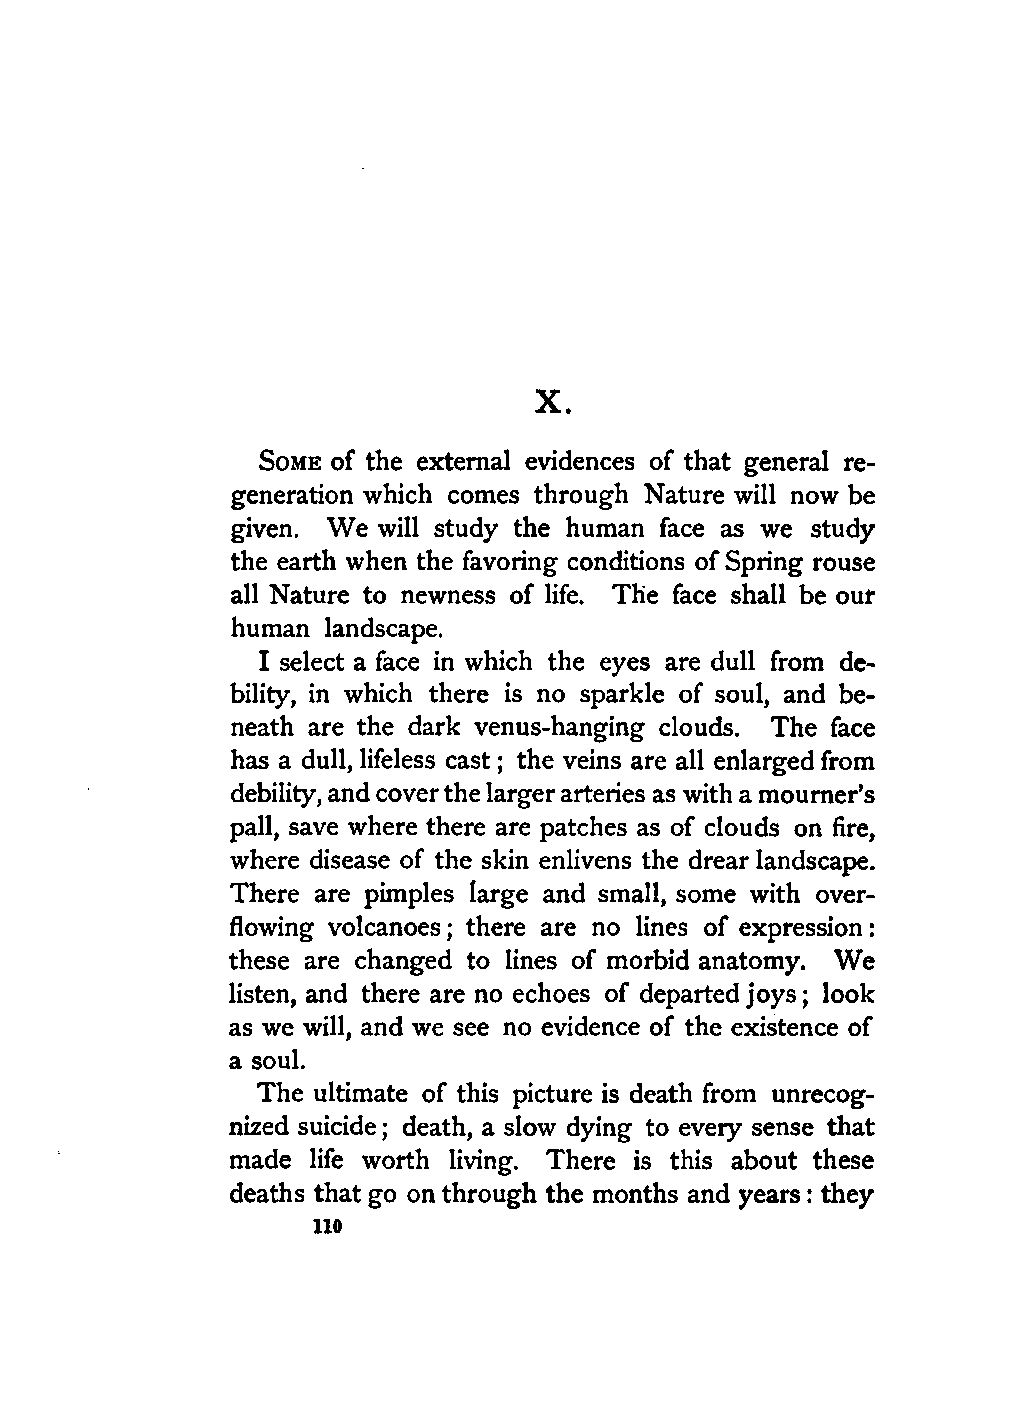 X.
SOME of the external evidences of that general re-
generation which comes through Nature will now be
given. We will study the human face as we study
the earth when the favoring conditions of Spring rouse
all Nature to newness of life. The face shall be our
human landscape.
I select a face in which the eyes are dull from de-
bility, in which there is no sparkle of soul, and be-
neath are the dark venus-hanging clouds. The face
has a dull, lifeless cast; the veins are all enlarged from
debility, and cover the larger arteries as with a mourner's
pall, save where there are patches as of clouds on fire,
where disease of the skin enlivens the drear landscape.
There are pimples large and small, some with over-
flowing volcanoes; there are no lines of expression:
these are changed to lines of morbid anatomy. We
listen, and there are no echoes of departed joys; look
as we will, and we see no evidence of the existence of
a soul.
The ultimate of this picture is death from unrecog-
nized suicide; death, a slow dying to every sense that
made life worth living. There is this about these
deaths that go on through the months and years: they
110